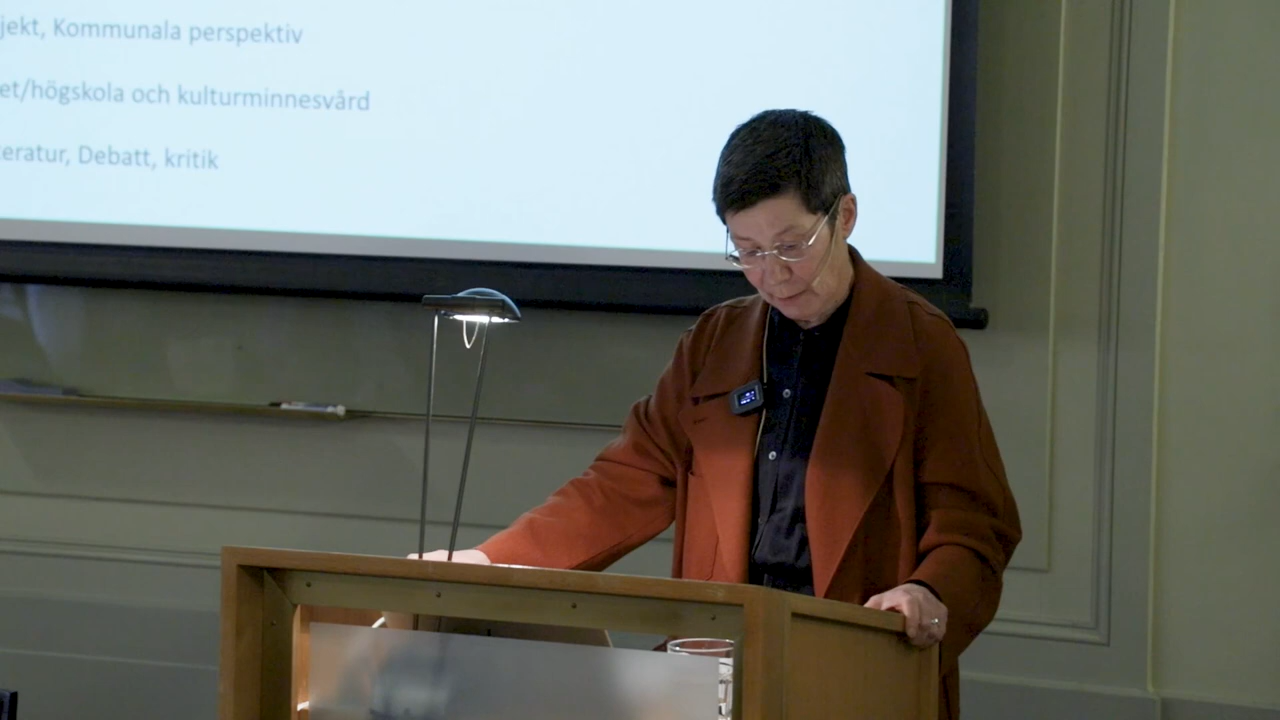 jekt, Kommunala perspektiv
et/högskola och kulturminnesvård
eratur, Debatt, kritik